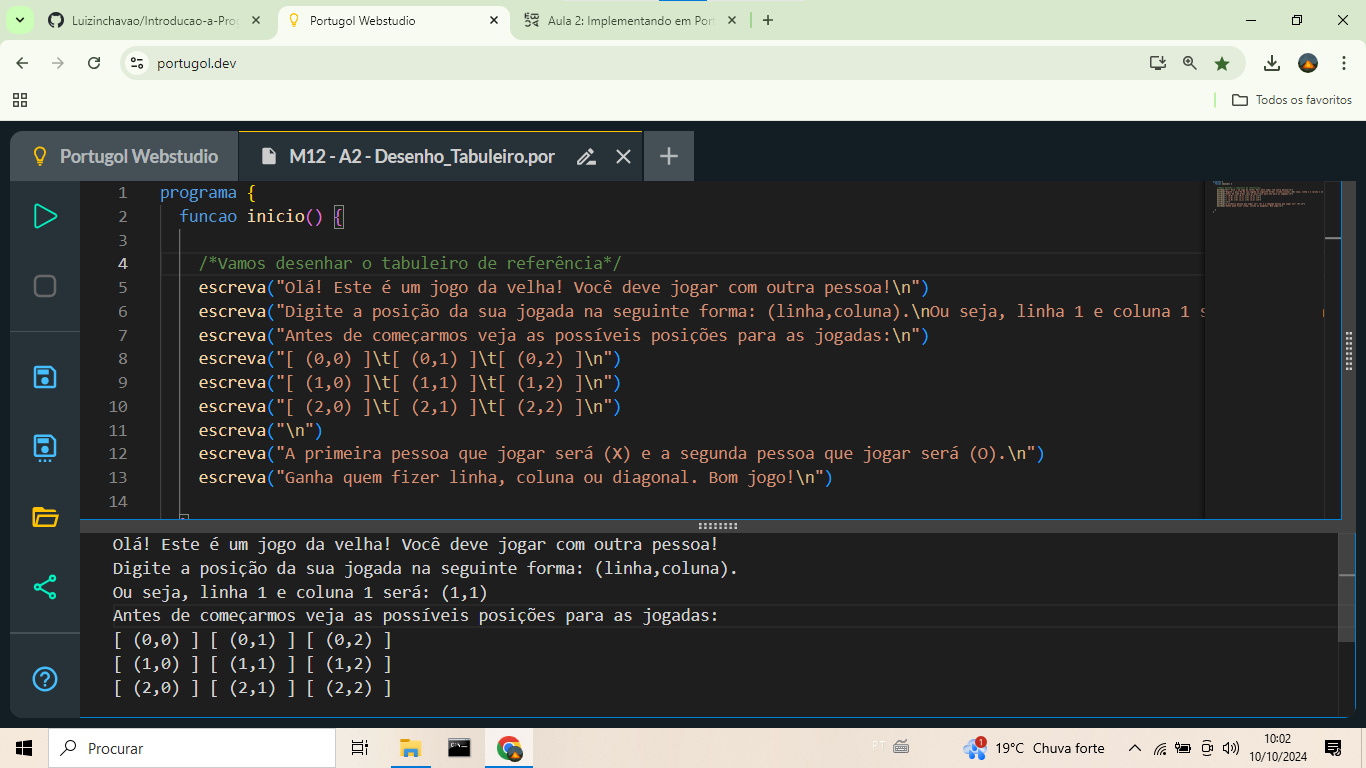 Luizinchavao/Introducao-a-Pro
Portugol Webstudio
Aula 2: Implementando em Port
portugol.dev
Todos os favoritos
Portugol Webstudio
M12 - A2 - Desenho_Tabuleiro.por
1 programa {
2 funcao inicio() {
3
4 /*Vamos desenhar o tabuleiro de referência*/
5 escreva("Olá! Este é um jogo da velha! Você deve jogar com outra pessoa!\n")
6 escreva("Digite a posição da sua jogada na seguinte forma: (linha,coluna).\nOu seja, linha 1 e coluna 1 s
7 escreva("Antes de começarmos veja as possíveis posições para as jogadas:\n")
8 escreva("[ (0,0) ]\t[ (0,1) ]\t[ (0,2) ]\n")
9 escreva("[ (1,0) ]\t[ (1,1) ]\t[ (1,2) ]\n")
10 escreva("[ (2,0) ]\t[ (2,1) ]\t[ (2,2) ]\n")
11 escreva("\n")
12 escreva("A primeira pessoa que jogar será (X) e a segunda pessoa que jogar será (O).\n")
13 escreva("Ganha quem fizer linha, coluna ou diagonal. Bom jogo!\n")
14
Olá! Este é um jogo da velha! Você deve jogar com outra pessoa!
Digite a posição da sua jogada na seguinte forma: (linha,coluna).
Ou seja, linha 1 e coluna 1 será: (1,1)
Antes de começarmos veja as possíveis posições para as jogadas:
[ (0,0) ] [ (0,1) ] [ (0,2) ]
[ (1,0) ] [ (1,1) ] [ (1,2) ]
[ (2,0) ] [ (2,1) ] [ (2,2) ]
Procurar
PT
1
19°C Chuva forte
10:02
10/10/2024